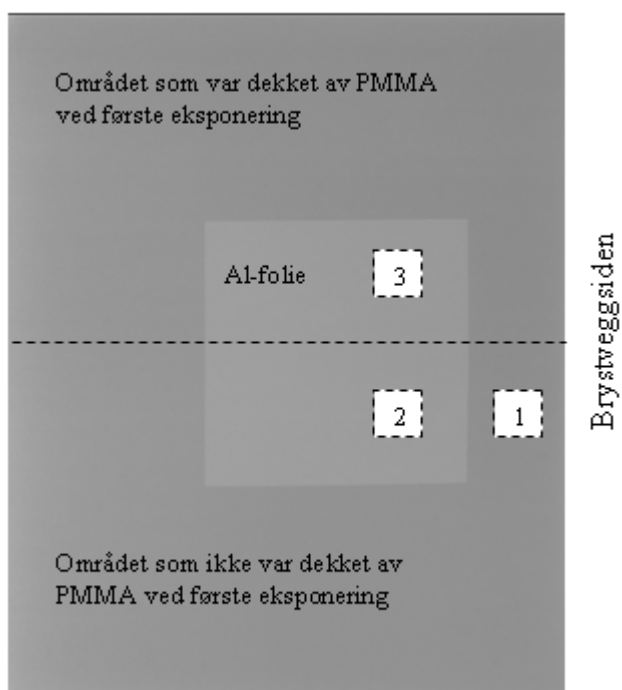 Området som var dekket av PMMA
ved første eksponering
Al-folie
3
2
1
Brystveggsiden
Området som ikke var dekket av
PMMA ved første eksponering